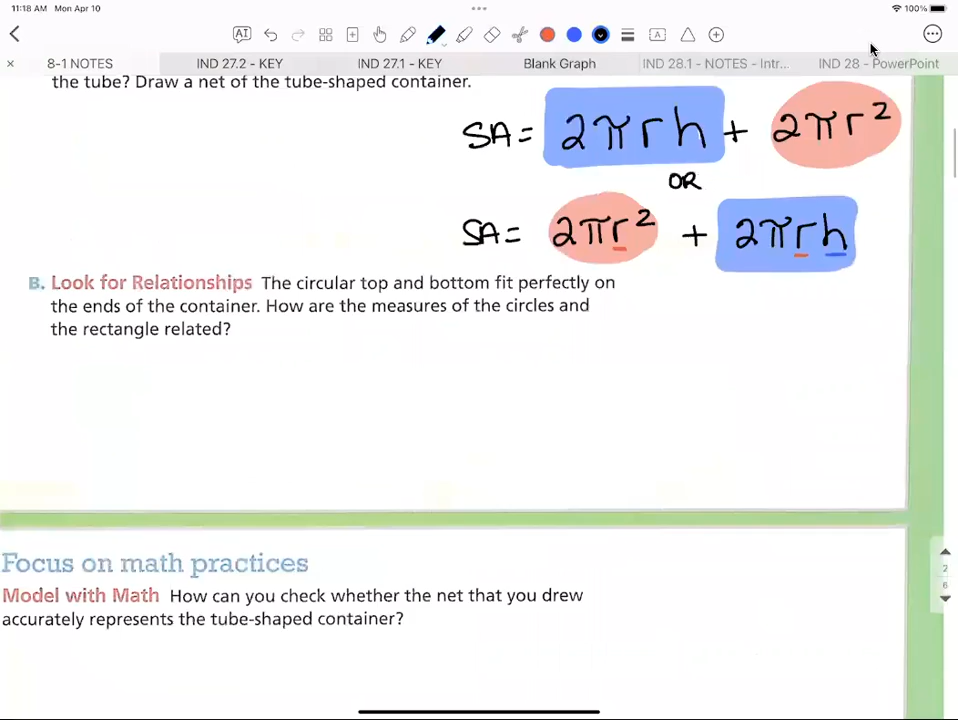 11:18 AM Mon Apr 10
100%
AI
A
8-1 NOTES
IND 27.2 - KEY
IND 27.1 - KEY
Blank Graph
IND 28.1 - NOTES - Intr...
IND 28 - PowerPoint
the tube? Draw a net of the tube-shaped container.
SA= 2πrh + 2πr²
OR
SA= 2πr² + 2πrh
B. Look for Relationships The circular top and bottom fit perfectly on
the ends of the container. How are the measures of the circles and
the rectangle related?
Focus on math practices
Model with Math How can you check whether the net that you drew
accurately represents the tube-shaped container?
2
6